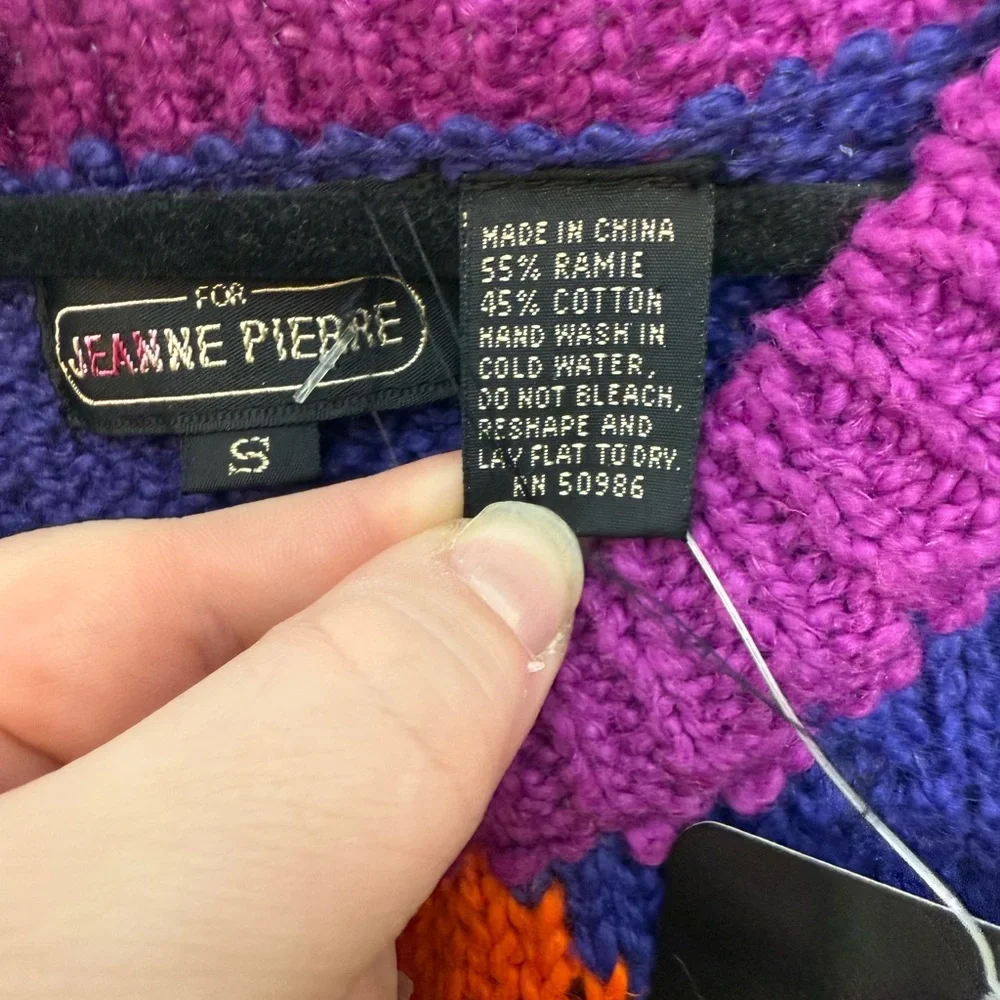 FOR
JEANNE PIERRE
S
MADE IN CHINA
55% RAMIE
45% COTTON
HAND WASH IN
COLD WATER,
DO NOT BLEACH,
RESHAPE AND
LAY FLAT TO DRY.
RN 50986